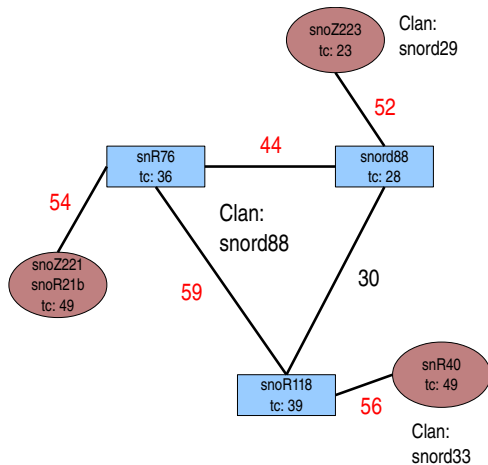 snoZ223
tc: 23
Clan:
snord29
52
snR76
tc: 36
44
snord88
tc: 28
54
Clan:
snord88
snoZ221
snoR21b
tc: 49
59
30
snoR118
tc: 39
56
snR40
tc: 49
Clan:
snord33